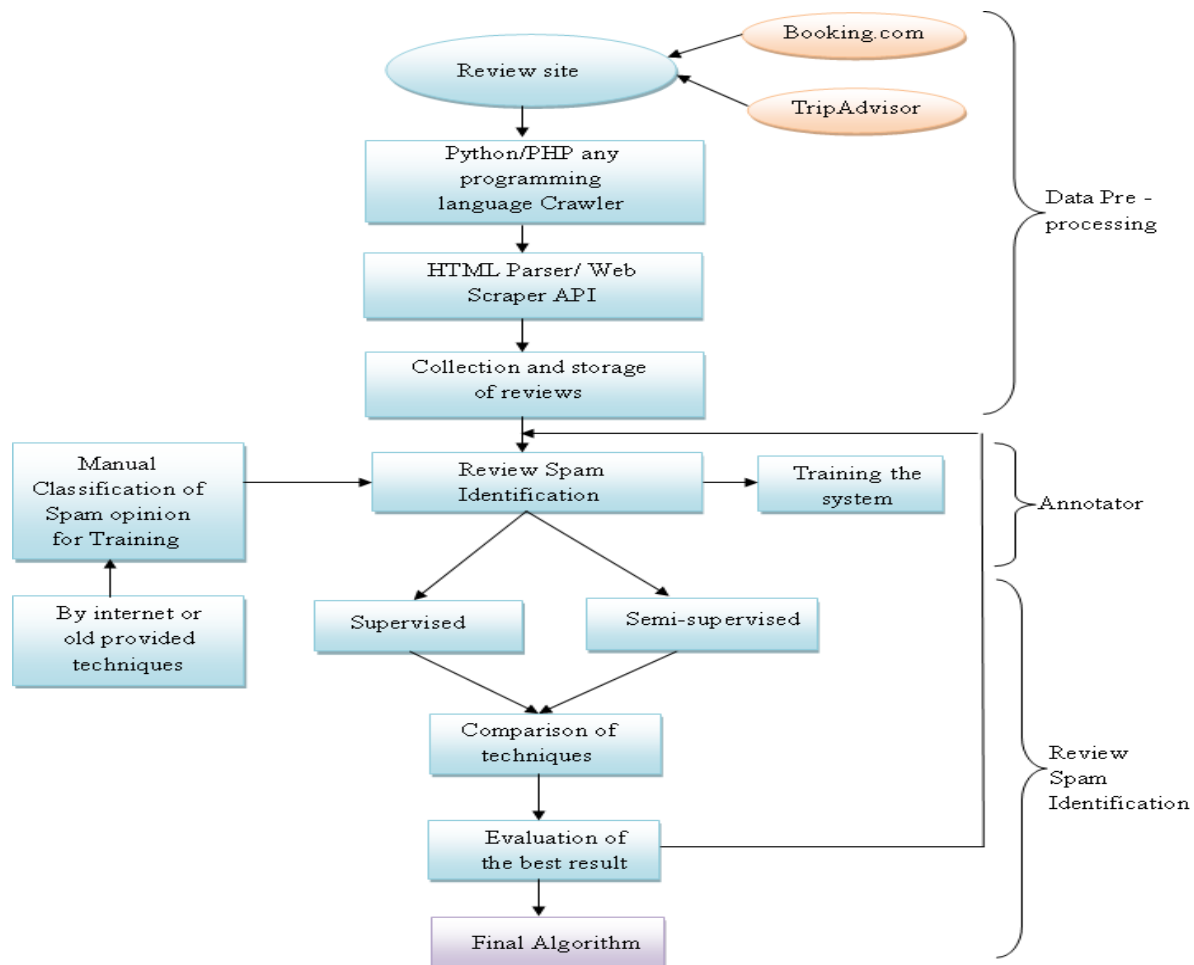 Booking.com
Review site
TripAdvisor
Python/PHP any
programming
language Crawler
Data Pre -
processing
HTML Parser/ Web
Scraper API
Collection and storage
of reviews
Manual
Classification of
Spam opinion
for Training
Review Spam
Identification
Training the
system
Annotator
By internet or
old provided
techniques
Supervised
Semi-supervised
Comparison of
techniques
Review
Spam
Identification
Evaluation of
the best result
Final Algorithm